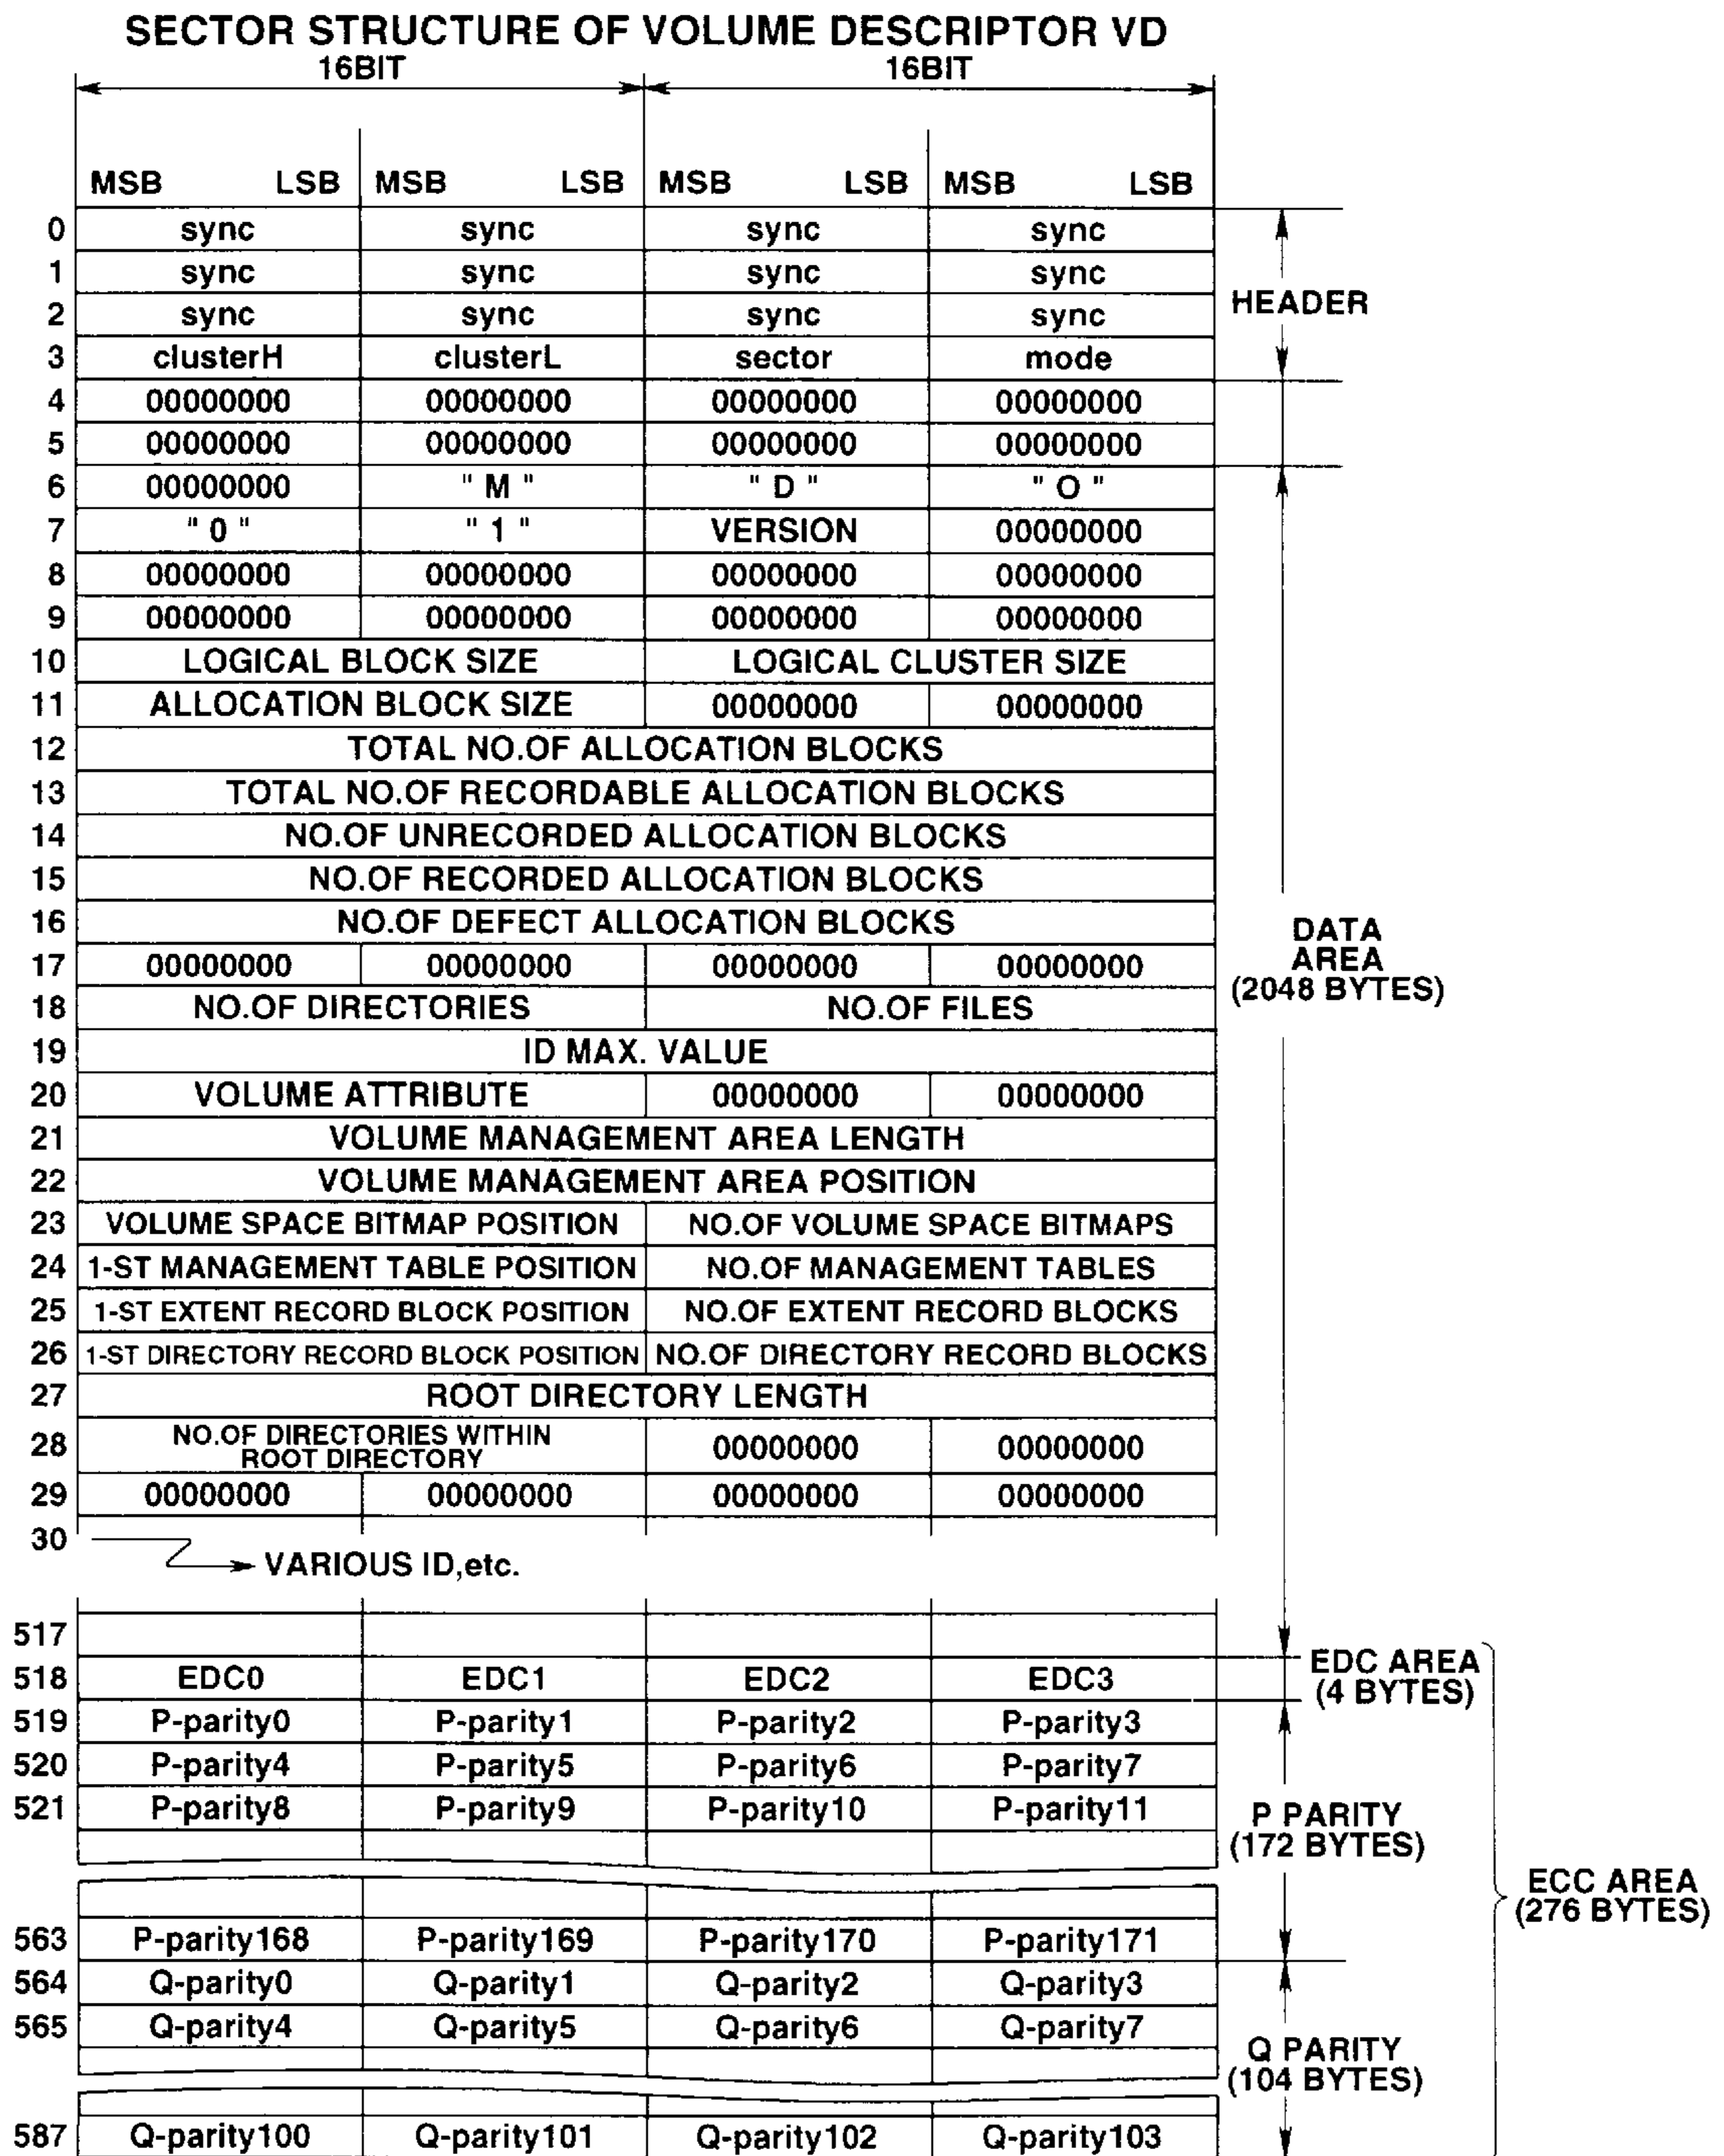 SECTOR STRUCTURE OF VOLUME DESCRIPTOR VD
16BIT 16BIT
MSB LSB MSB LSB MSB LSB MSB LSB
0 sync sync sync sync
1 sync sync sync sync
2 sync sync sync sync
HEADER
3 clusterH clusterL sector mode
4 00000000 00000000 00000000 00000000
5 00000000 00000000 00000000 00000000
6 00000000 " M " " D " " O "
7 " 0 " " 1 " VERSION 00000000
8 00000000 00000000 00000000 00000000
9 00000000 00000000 00000000 00000000
10 LOGICAL BLOCK SIZE LOGICAL CLUSTER SIZE
11 ALLOCATION BLOCK SIZE 00000000 00000000
12 TOTAL NO.OF ALLOCATION BLOCKS
13 TOTAL NO.OF RECORDABLE ALLOCATION BLOCKS
14 NO.OF UNRECORDED ALLOCATION BLOCKS
15 NO.OF RECORDED ALLOCATION BLOCKS
16 NO.OF DEFECT ALLOCATION BLOCKS
17 00000000 00000000 00000000 00000000
DATA
AREA
(2048 BYTES)
18 NO.OF DIRECTORIES NO.OF FILES
19 ID MAX. VALUE
20 VOLUME ATTRIBUTE 00000000 00000000
21 VOLUME MANAGEMENT AREA LENGTH
22 VOLUME MANAGEMENT AREA POSITION
23 VOLUME SPACE BITMAP POSITION NO.OF VOLUME SPACE BITMAPS
24 1-ST MANAGEMENT TABLE POSITION NO.OF MANAGEMENT TABLES
25 1-ST EXTENT RECORD BLOCK POSITION NO.OF EXTENT RECORD BLOCKS
26 1-ST DIRECTORY RECORD BLOCK POSITION NO.OF DIRECTORY RECORD BLOCKS
27 ROOT DIRECTORY LENGTH
28 NO.OF DIRECTORIES WITHIN
ROOT DIRECTORY 00000000 00000000
29 00000000 00000000 00000000 00000000
30
VARIOUS ID,etc.
517
518 EDC0 EDC1 EDC2 EDC3
EDC AREA
(4 BYTES)
519 P-parity0 P-parity1 P-parity2 P-parity3
520 P-parity4 P-parity5 P-parity6 P-parity7
521 P-parity8 P-parity9 P-parity10 P-parity11
P PARITY
(172 BYTES)
ECC AREA
(276 BYTES)
563 P-parity168 P-parity169 P-parity170 P-parity171
564 Q-parity0 Q-parity1 Q-parity2 Q-parity3
565 Q-parity4 Q-parity5 Q-parity6 Q-parity7
Q PARITY
(104 BYTES)
587 Q-parity100 Q-parity101 Q-parity102 Q-parity103